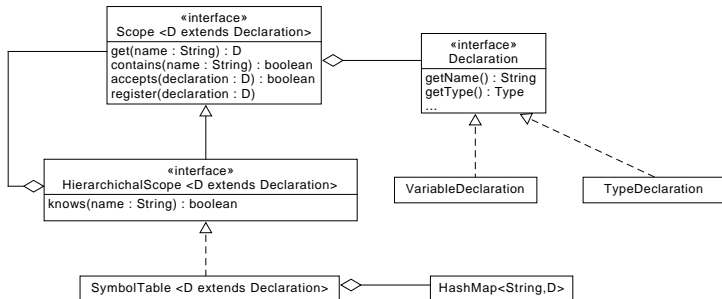 «interface»
Scope <D extends Declaration>
get(name : String) : D
contains(name : String) : boolean
accepts(declaration : D) : boolean
register(declaration : D)
«interface»
Declaration
getName() : String
getType() : Type
...
«interface»
HierarchichalScope <D extends Declaration>
knows(name : String) : boolean
VariableDeclaration
TypeDeclaration
SymbolTable <D extends Declaration>
HashMap<String,D>